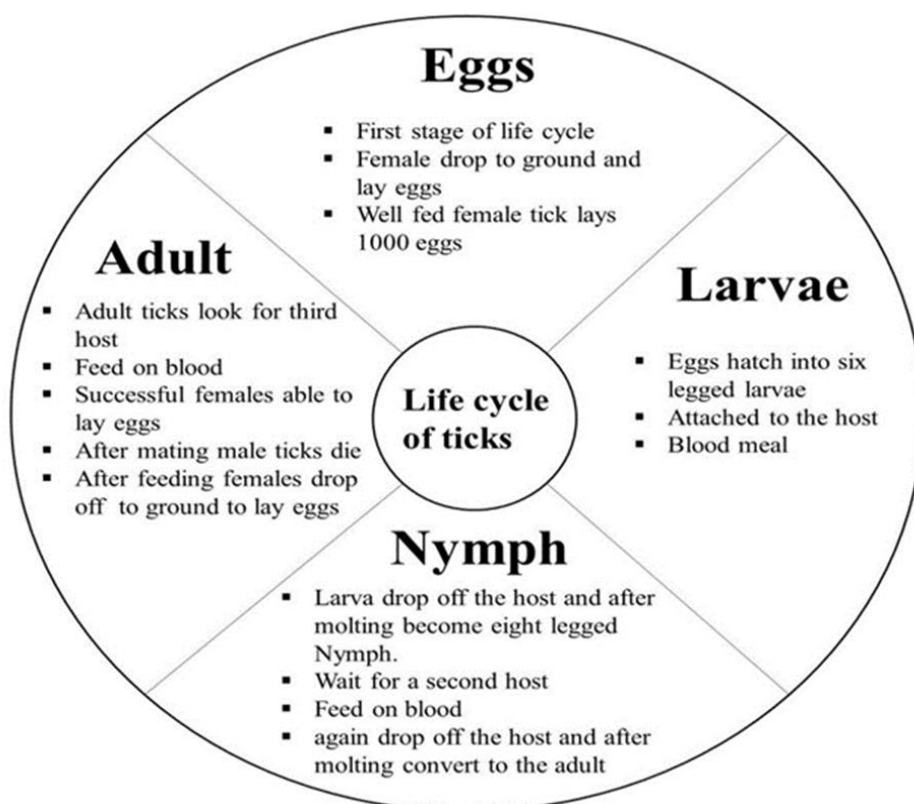 Eggs
▪ First stage of life cycle
▪ Female drop to ground and
lay eggs
▪ Well fed female tick lays
1000 eggs
Adult
▪ Adult ticks look for third
host
▪ Feed on blood
▪ Successful females able to
lay eggs
▪ After mating male ticks die
▪ After feeding females drop
off to ground to lay eggs
Life cycle
of ticks
Larvae
▪ Eggs hatch into six
legged larvae
▪ Attached to the host
▪ Blood meal
Nymph
▪ Larva drop off the host and after
molting become eight legged
Nymph.
▪ Wait for a second host
▪ Feed on blood
▪ again drop off the host and after
molting convert to the adult